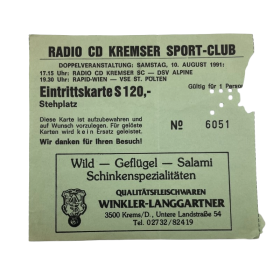 RADIO CD KREMSER SPORT-CLUB
DOPPELVERANSTALTUNG: SAMSTAG, 10. AUGUST 1991:
17.15 Uhr: RADIO CD KREMSER SC — DSV ALPINE
19.30 Uhr: RAPID-WIEN — VSE ST. PÖLTEN
Eintrittskarte S 120,-
Gültig für 1 Person
Stehplatz
Diese Karte ist aufzubewahren und
auf Wunsch vorzulegen. Für gelöste
Karten wird kein Ersatz geleistet.
Wir danken für Ihren Besuch!
No 6051
Wild — Geflügel — Salami
Schinkenspezialitäten
QUALITÄTSFLEISCHWAREN
WINKLER-LANGGARTNER
3500 Krems/D., Untere Landstraße 54
Tel. 02732/82419